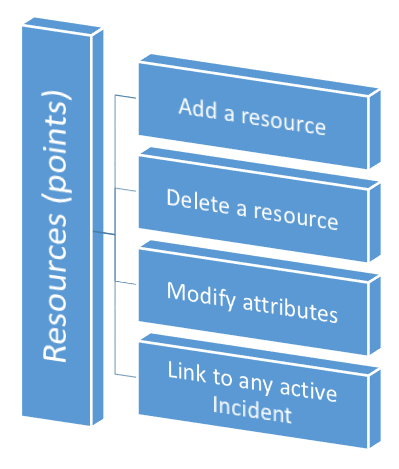 Resources (points)
Add a resource
Delete a resource
Modify attributes
Link to any active
Incident